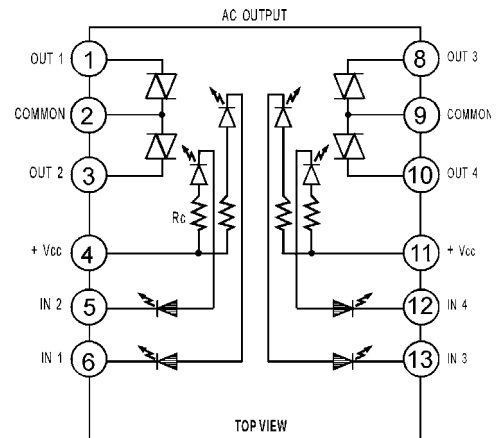 AC OUTPUT
OUT 1 1 8 OUT 3
COMMON 2 9 COMMON
OUT 2 3 10 OUT 4
Rc
+ Vcc 4 11 + Vcc
IN 2 5 12 IN 4
IN 1 6 13 IN 3
TOP VIEW